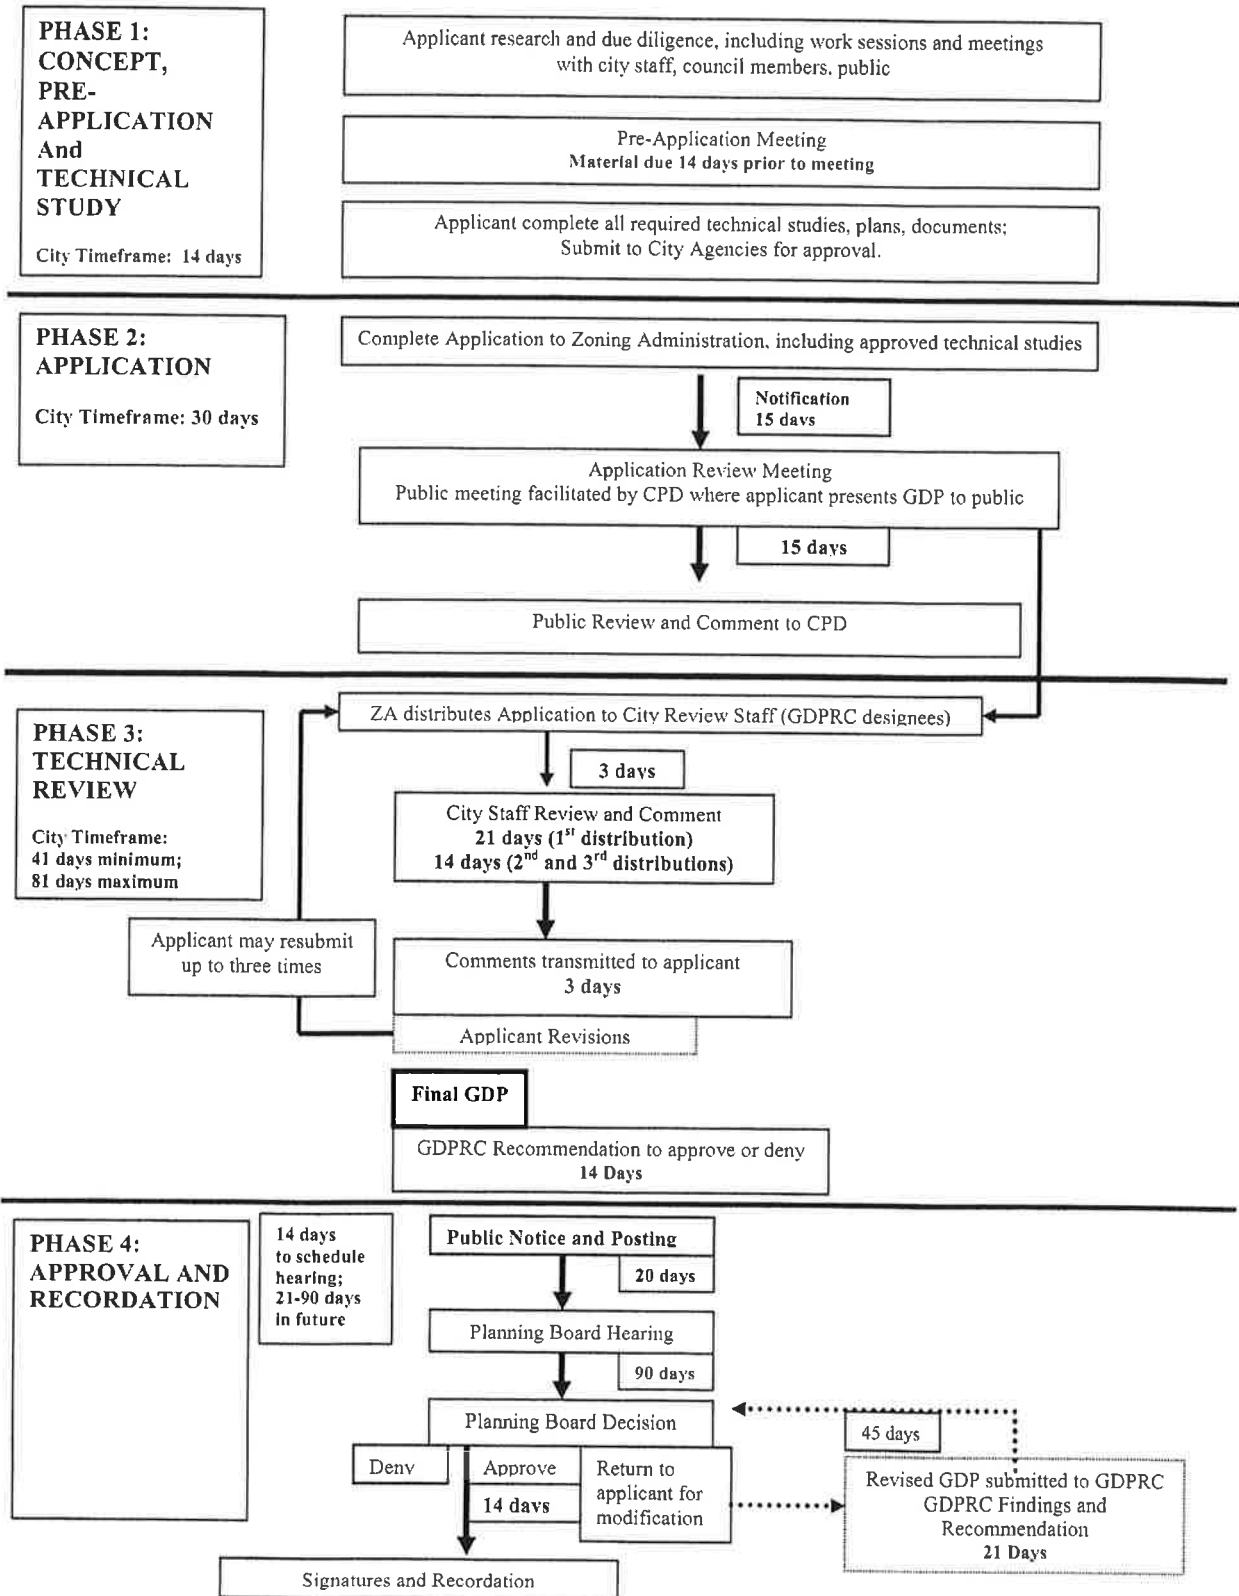 PHASE 1:
CONCEPT,
PRE-
APPLICATION
And
TECHNICAL
STUDY
City Timeframe: 14 days
Applicant research and due diligence, including work sessions and meetings
with city staff, council members, public
Pre-Application Meeting
Material due 14 days prior to meeting
Applicant complete all required technical studies, plans, documents;
Submit to City Agencies for approval.
PHASE 2:
APPLICATION
City Timeframe: 30 days
Complete Application to Zoning Administration, including approved technical studies
Notification
15 days
Application Review Meeting
Public meeting facilitated by CPD where applicant presents GDP to public
15 days
Public Review and Comment to CPD
PHASE 3:
TECHNICAL
REVIEW
City Timeframe:
41 days minimum;
81 days maximum
ZA distributes Application to City Review Staff (GDPRC designees)
3 days
City Staff Review and Comment
21 days (1st distribution)
14 days (2nd and 3rd distributions)
Applicant may resubmit
up to three times
Comments transmitted to applicant
3 days
Applicant Revisions
Final GDP
GDPRC Recommendation to approve or deny
14 Days
PHASE 4:
APPROVAL AND
RECORDATION
14 days
to schedule
hearing;
21-90 days
in future
Public Notice and Posting
20 days
Planning Board Hearing
90 days
Planning Board Decision
Deny
Approve
14 days
Return to
applicant for
modification
45 days
Revised GDP submitted to GDPRC
GDPRC Findings and
Recommendation
21 Days
Signatures and Recordation